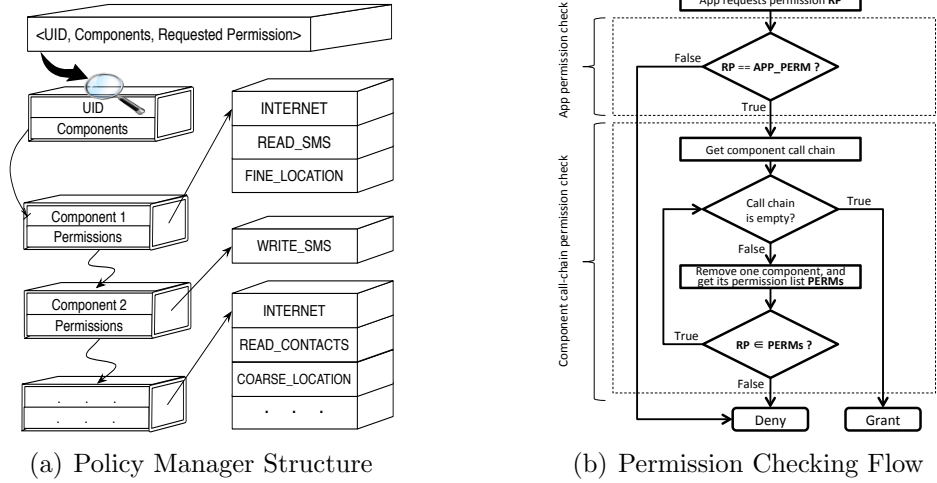 <UID, Components, Requested Permission>
UID
Components
Component 1
Permissions
Component 2
Permissions
. . .
. . .
INTERNET
READ_SMS
FINE_LOCATION
WRITE_SMS
INTERNET
READ_CONTACTS
COARSE_LOCATION
. . .
(a) Policy Manager Structure
App permission check
Component call-chain permission check
App requests permission RP
RP == APP_PERM ?
False
True
Get component call chain
Call chain
is empty?
True
False
Remove one component, and
get its permission list PERMs
RP ∈ PERMs ?
True
False
Deny
Grant
(b) Permission Checking Flow